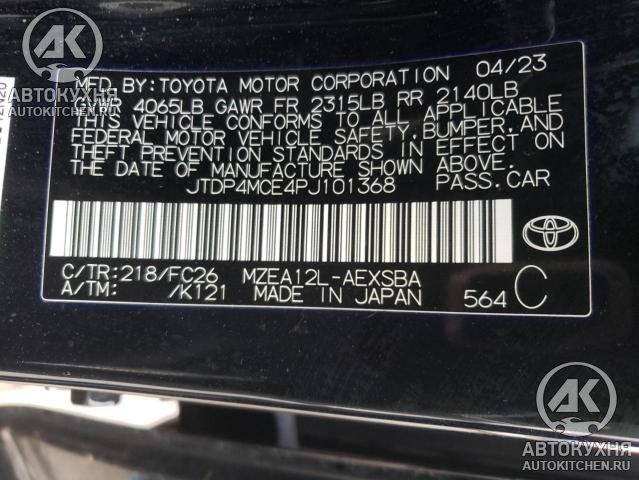 АВТОКУХНЯ
AUTOKITCHEN.RU
MFD. BY: TOYOTA MOTOR CORPORATION 04/23
GVWR 4065LB GAWR FR 2315LB RR 2140LB
THIS VEHICLE CONFORMS TO ALL APPLICABLE
FEDERAL MOTOR VEHICLE SAFETY, BUMPER, AND
THEFT PREVENTION STANDARDS IN EFFECT ON
THE DATE OF MANUFACTURE SHOWN ABOVE.
JTDP4MCE4PJ101368 PASS.CAR
C/TR:218/FC26 MZEA12L-AEXSBA
A/TM: /K121 MADE IN JAPAN 564 C
АК
АВТОКУХНЯ
AUTOKITCHEN.RU